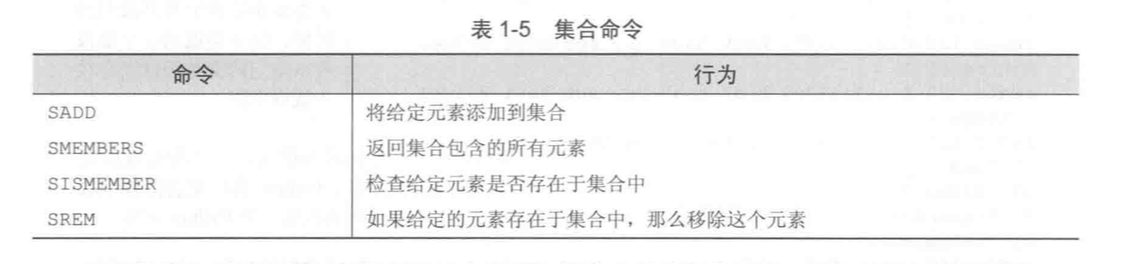 表 1-5 集合命令
命令 行为
SADD 将给定元素添加到集合
SMEMBERS 返回集合包含的所有元素
SISMEMBER 检查给定元素是否存在于集合中
SREM 如果给定的元素存在于集合中，那么移除这个元素